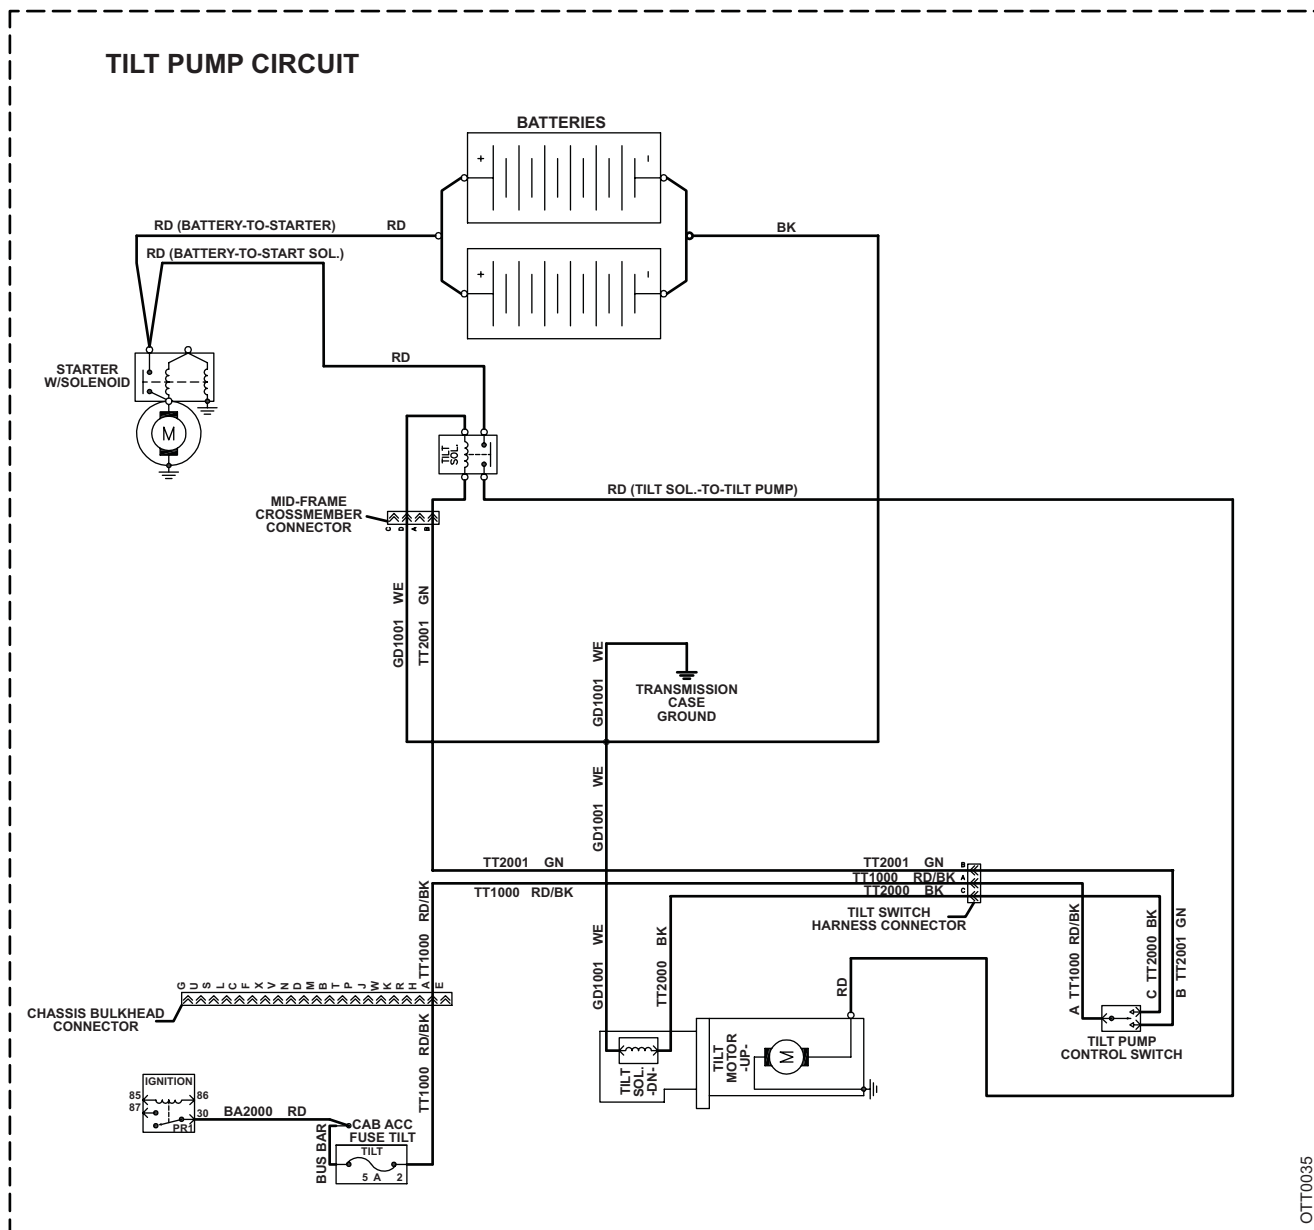 TILT PUMP CIRCUIT
BATTERIES
+
-
RD (BATTERY-TO-STARTER)
RD
BK
RD (BATTERY-TO-START SOL.)
+
-
RD
STARTER
W/SOLENOID
M
TILT
SOL.
RD (TILT SOL.-TO-TILT PUMP)
MID-FRAME
CROSSMEMBER
CONNECTOR
C
D
A
B
GD1001 WE
TT2001 GN
GD1001 WE
TRANSMISSION
CASE
GROUND
GD1001 WE
TT2001 GN
TT1000 RD/BK
TT2001 GN
B
TT1000 RD/BK
A
TT2000 BK
C
TILT SWITCH
HARNESS CONNECTOR
TT1000 RD/BK
GD1001 WE
TT2000 BK
RD
A TT1000 RD/BK
C TT2000 BK
B TT2001 GN
G U S L C F X V N D M B T P J W K R H A E
CHASSIS BULKHEAD
CONNECTOR
TT1000 RD/BK
TILT
SOL.
-DN-
TILT
MOTOR
-UP-
M
TILT PUMP
CONTROL SWITCH
IGNITION
85
86
87
30
PR1
BA2000 RD
BUS BAR
CAB ACC
FUSE TILT
TILT
5 A 2
OTT0035